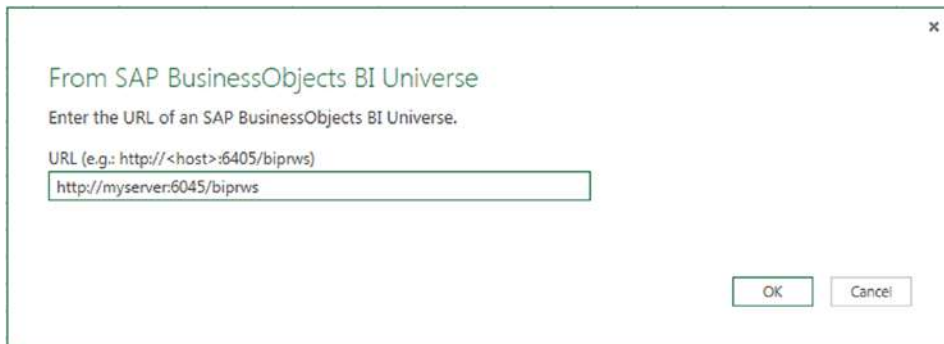 From SAP BusinessObjects BI Universe
Enter the URL of an SAP BusinessObjects BI Universe.
URL (e.g.: http://<host>:6405/biprws)
http://myserver:6045/biprws
OK Cancel